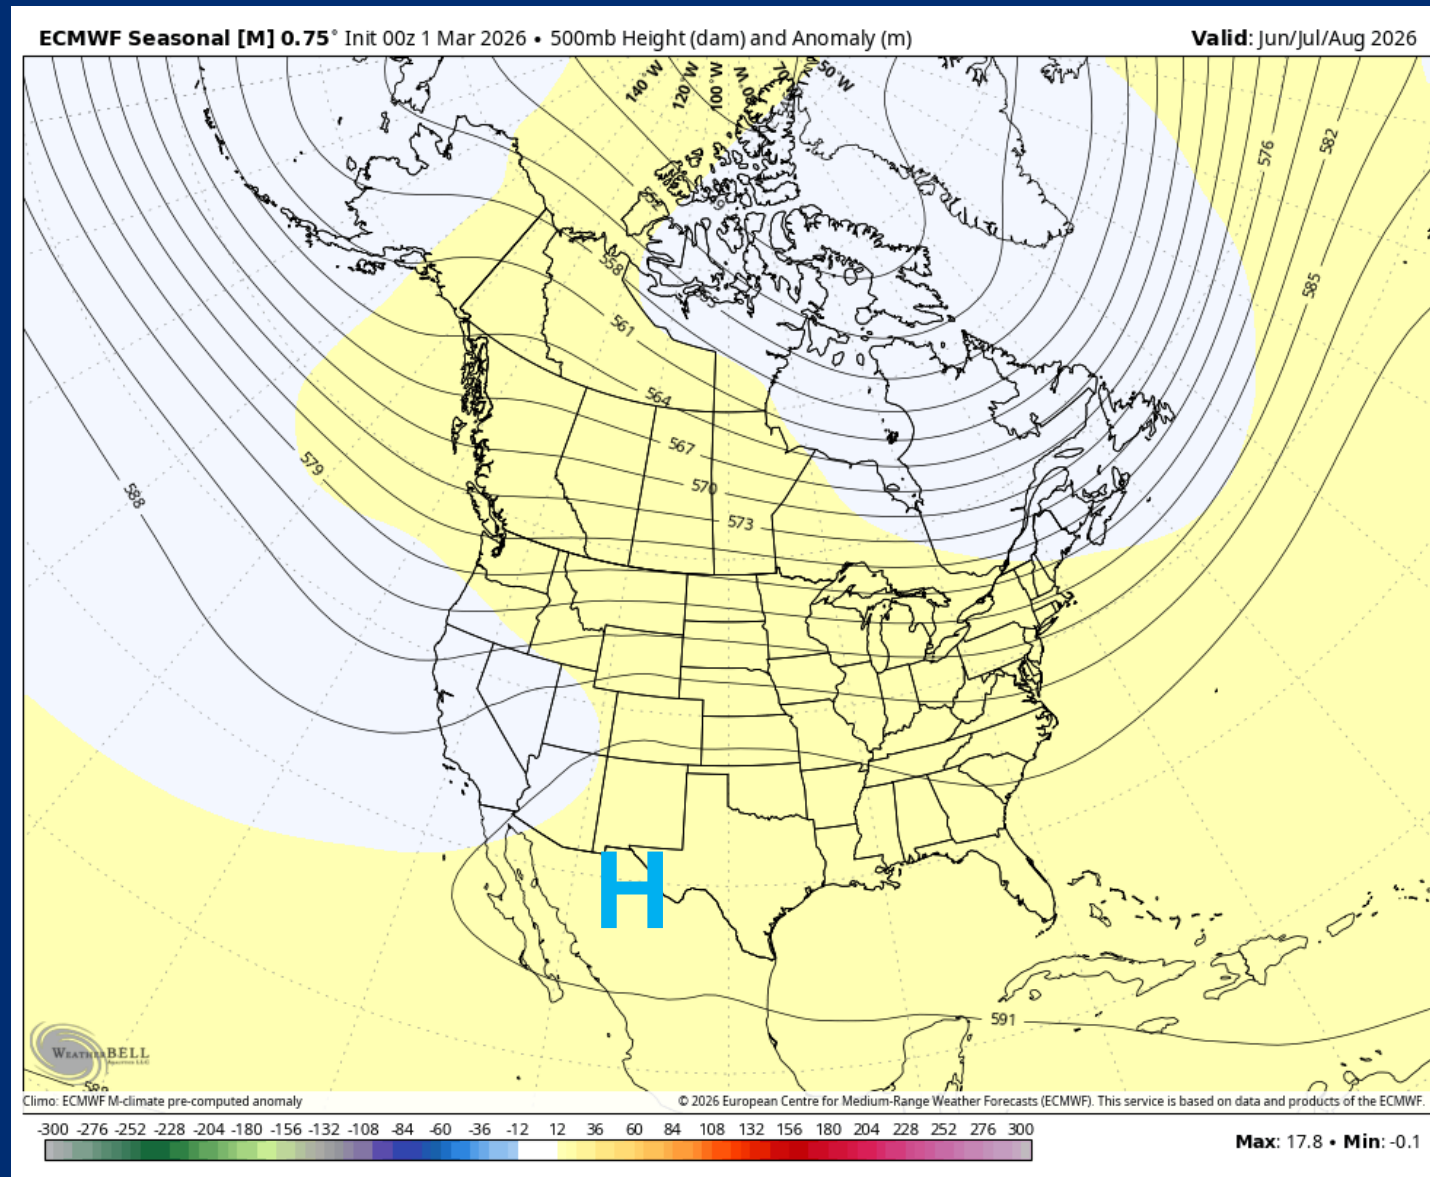 ECMWF Seasonal [M] 0.75° Init 00z 1 Mar 2026 • 500mb Height (dam) and Anomaly (m)
Valid: Jun/Jul/Aug 2026
140°W
120°W
100°W
50°W
576
582
585
558
561
564
567
570
573
579
588
H
591
WEATHERBELL
Analytics LLC
Climo: ECMWF M-climate pre-computed anomaly
© 2026 European Centre for Medium-Range Weather Forecasts (ECMWF). This service is based on data and products of the ECMWF.
-300 -276 -252 -228 -204 -180 -156 -132 -108 -84 -60 -36 -12 12 36 60 84 108 132 156 180 204 228 252 276 300
Max: 17.8 • Min: -0.1